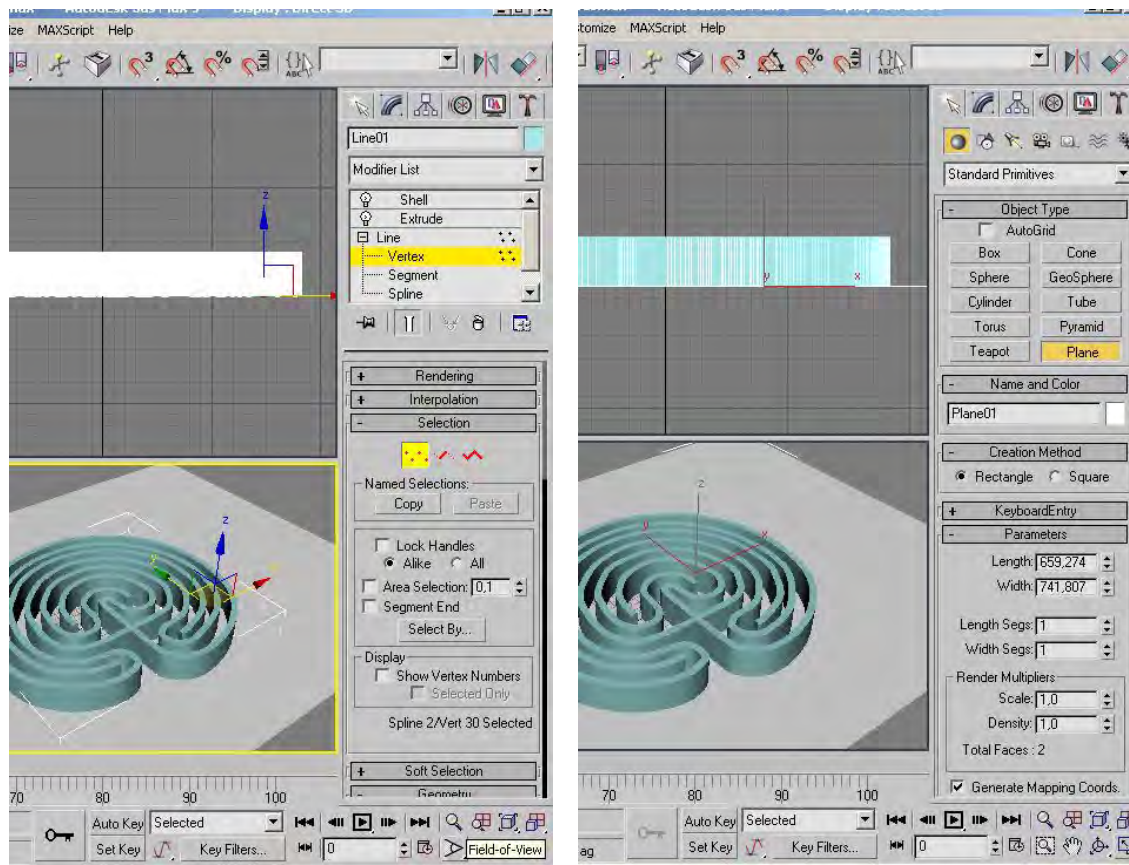 ize MAXScript Help
Line01
Modifier List
Shell
Extrude
Line
Vertex
Segment
Spline
+ Rendering
+ Interpolation
- Selection
Named Selections:
Copy Paste
Lock Handles
Alike All
Area Selection: 0,1
Segment End
Select By...
Display
Show Vertex Numbers
Selected Only
Spline 2/Vert 30 Selected
+ Soft Selection
- Geometry
z
z
70 80 90 100
Auto Key Selected
Set Key Key Filters... 0 Field-of-View
stomize MAXScript Help
Standard Primitives
- Object Type
AutoGrid
Box Cone
Sphere GeoSphere
Cylinder Tube
Torus Pyramid
Teapot Plane
- Name and Color
Plane01
- Creation Method
Rectangle Square
+ KeyboardEntry
- Parameters
Length: 659,274
Width: 741,807
Length Segs: 1
Width Segs: 1
Render Multipliers
Scale: 1,0
Density: 1,0
Total Faces : 2
Generate Mapping Coords.
y x
z
y x
70 80 90 100
Auto Key Selected
ag Set Key Key Filters... 0